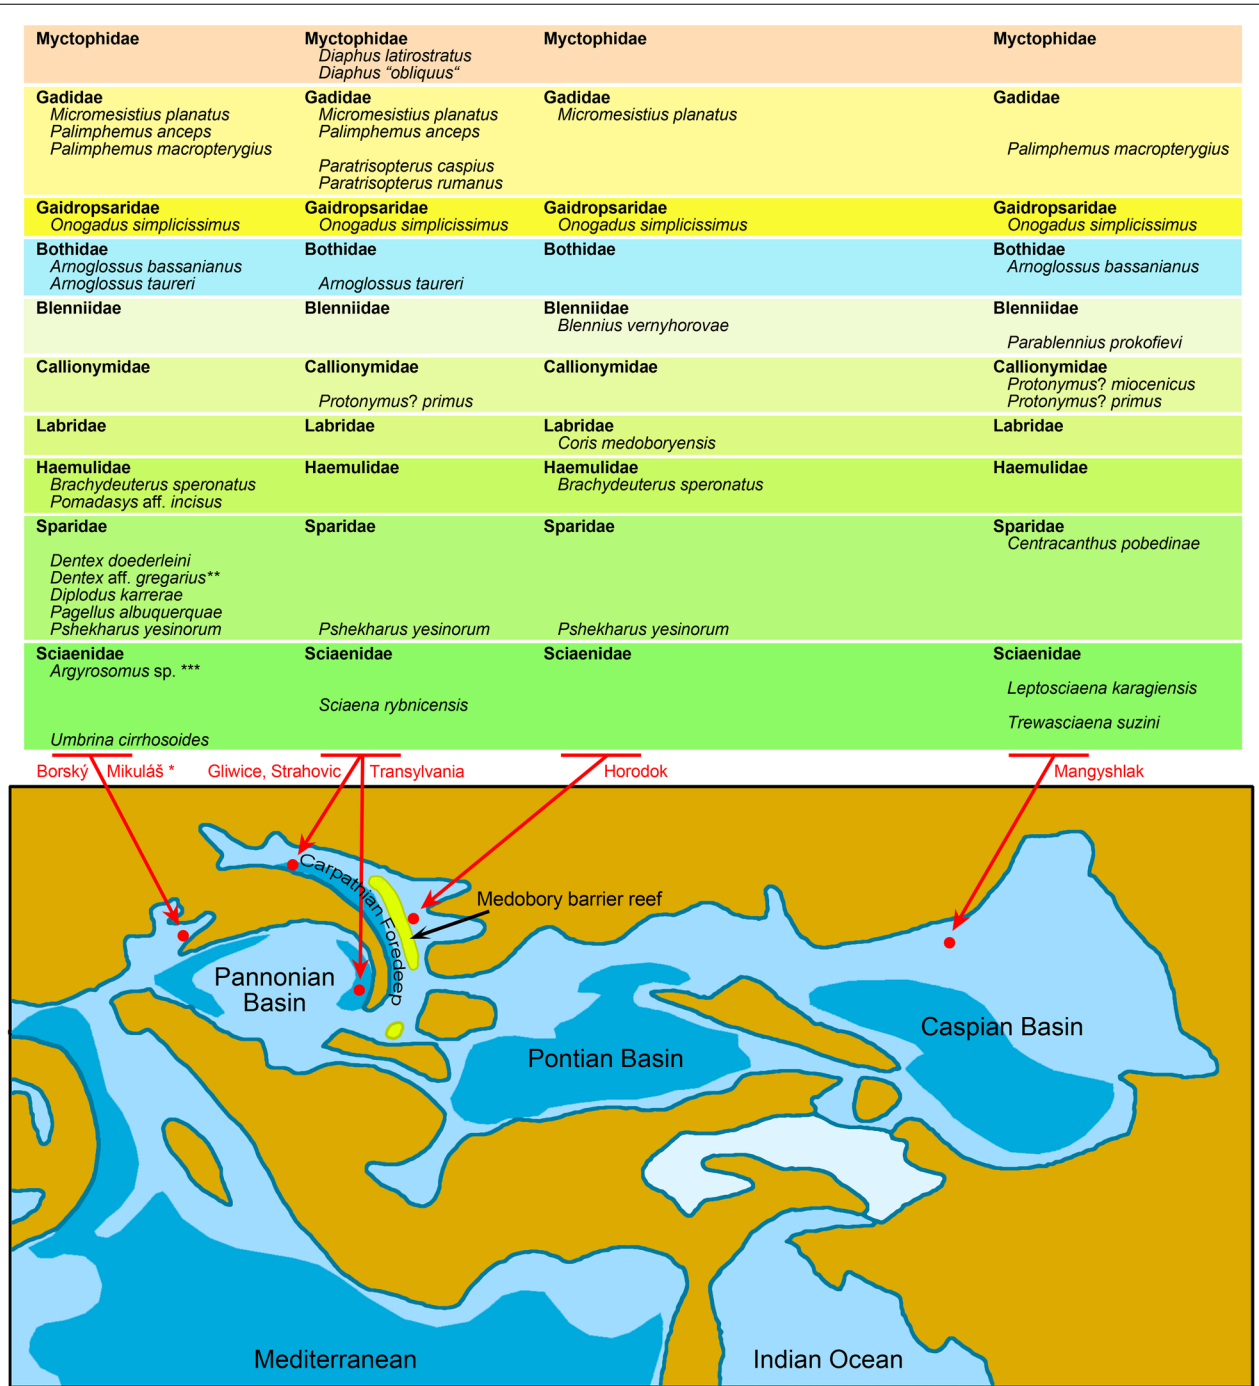 Myctophidae Myctophidae Myctophidae Myctophidae
Diaphus latirostratus
Diaphus “obliquus“
Gadidae Gadidae Gadidae Gadidae
Micromesistius planatus Micromesistius planatus Micromesistius planatus
Palimphemus anceps Palimphemus anceps
Palimphemus macropterygius Palimphemus macropterygius
Paratrisopterus caspius
Paratrisopterus rumanus
Gaidropsaridae Gaidropsaridae Gaidropsaridae Gaidropsaridae
Onogadus simplicissimus Onogadus simplicissimus Onogadus simplicissimus Onogadus simplicissimus
Bothidae Bothidae Bothidae Bothidae
Arnoglossus bassanianus Arnoglossus bassanianus
Arnoglossus taureri Arnoglossus taureri
Blenniidae Blenniidae Blenniidae Blenniidae
Blennius vernyhorovae
Parablennius prokofievi
Callionymidae Callionymidae Callionymidae Callionymidae
Protonymus? miocenicus
Protonymus? primus Protonymus? primus
Labridae Labridae Labridae Labridae
Coris medoboryensis
Haemulidae Haemulidae Haemulidae Haemulidae
Brachydeuterus speronatus Brachydeuterus speronatus
Pomadasys aff. incisus
Sparidae Sparidae Sparidae Sparidae
Centracanthus pobedinae
Dentex doederleini
Dentex aff. gregarius**
Diplodus karrerae
Pagellus albuquerquae
Pshekharus yesinorum Pshekharus yesinorum Pshekharus yesinorum
Sciaenidae Sciaenidae Sciaenidae Sciaenidae
Argyrosomus sp. ***
Leptosciaena karagiensis
Sciaena rybnicensis
Trewasciaena suzini
Umbrina cirrhosoides
Borský Mikuláš * Gliwice, Strahovic Transylvania Horodok Mangyshlak
Carpathian Foredeep
Medobory barrier reef
Pannonian
Basin
Caspian Basin
Pontian Basin
Mediterranean
Indian Ocean